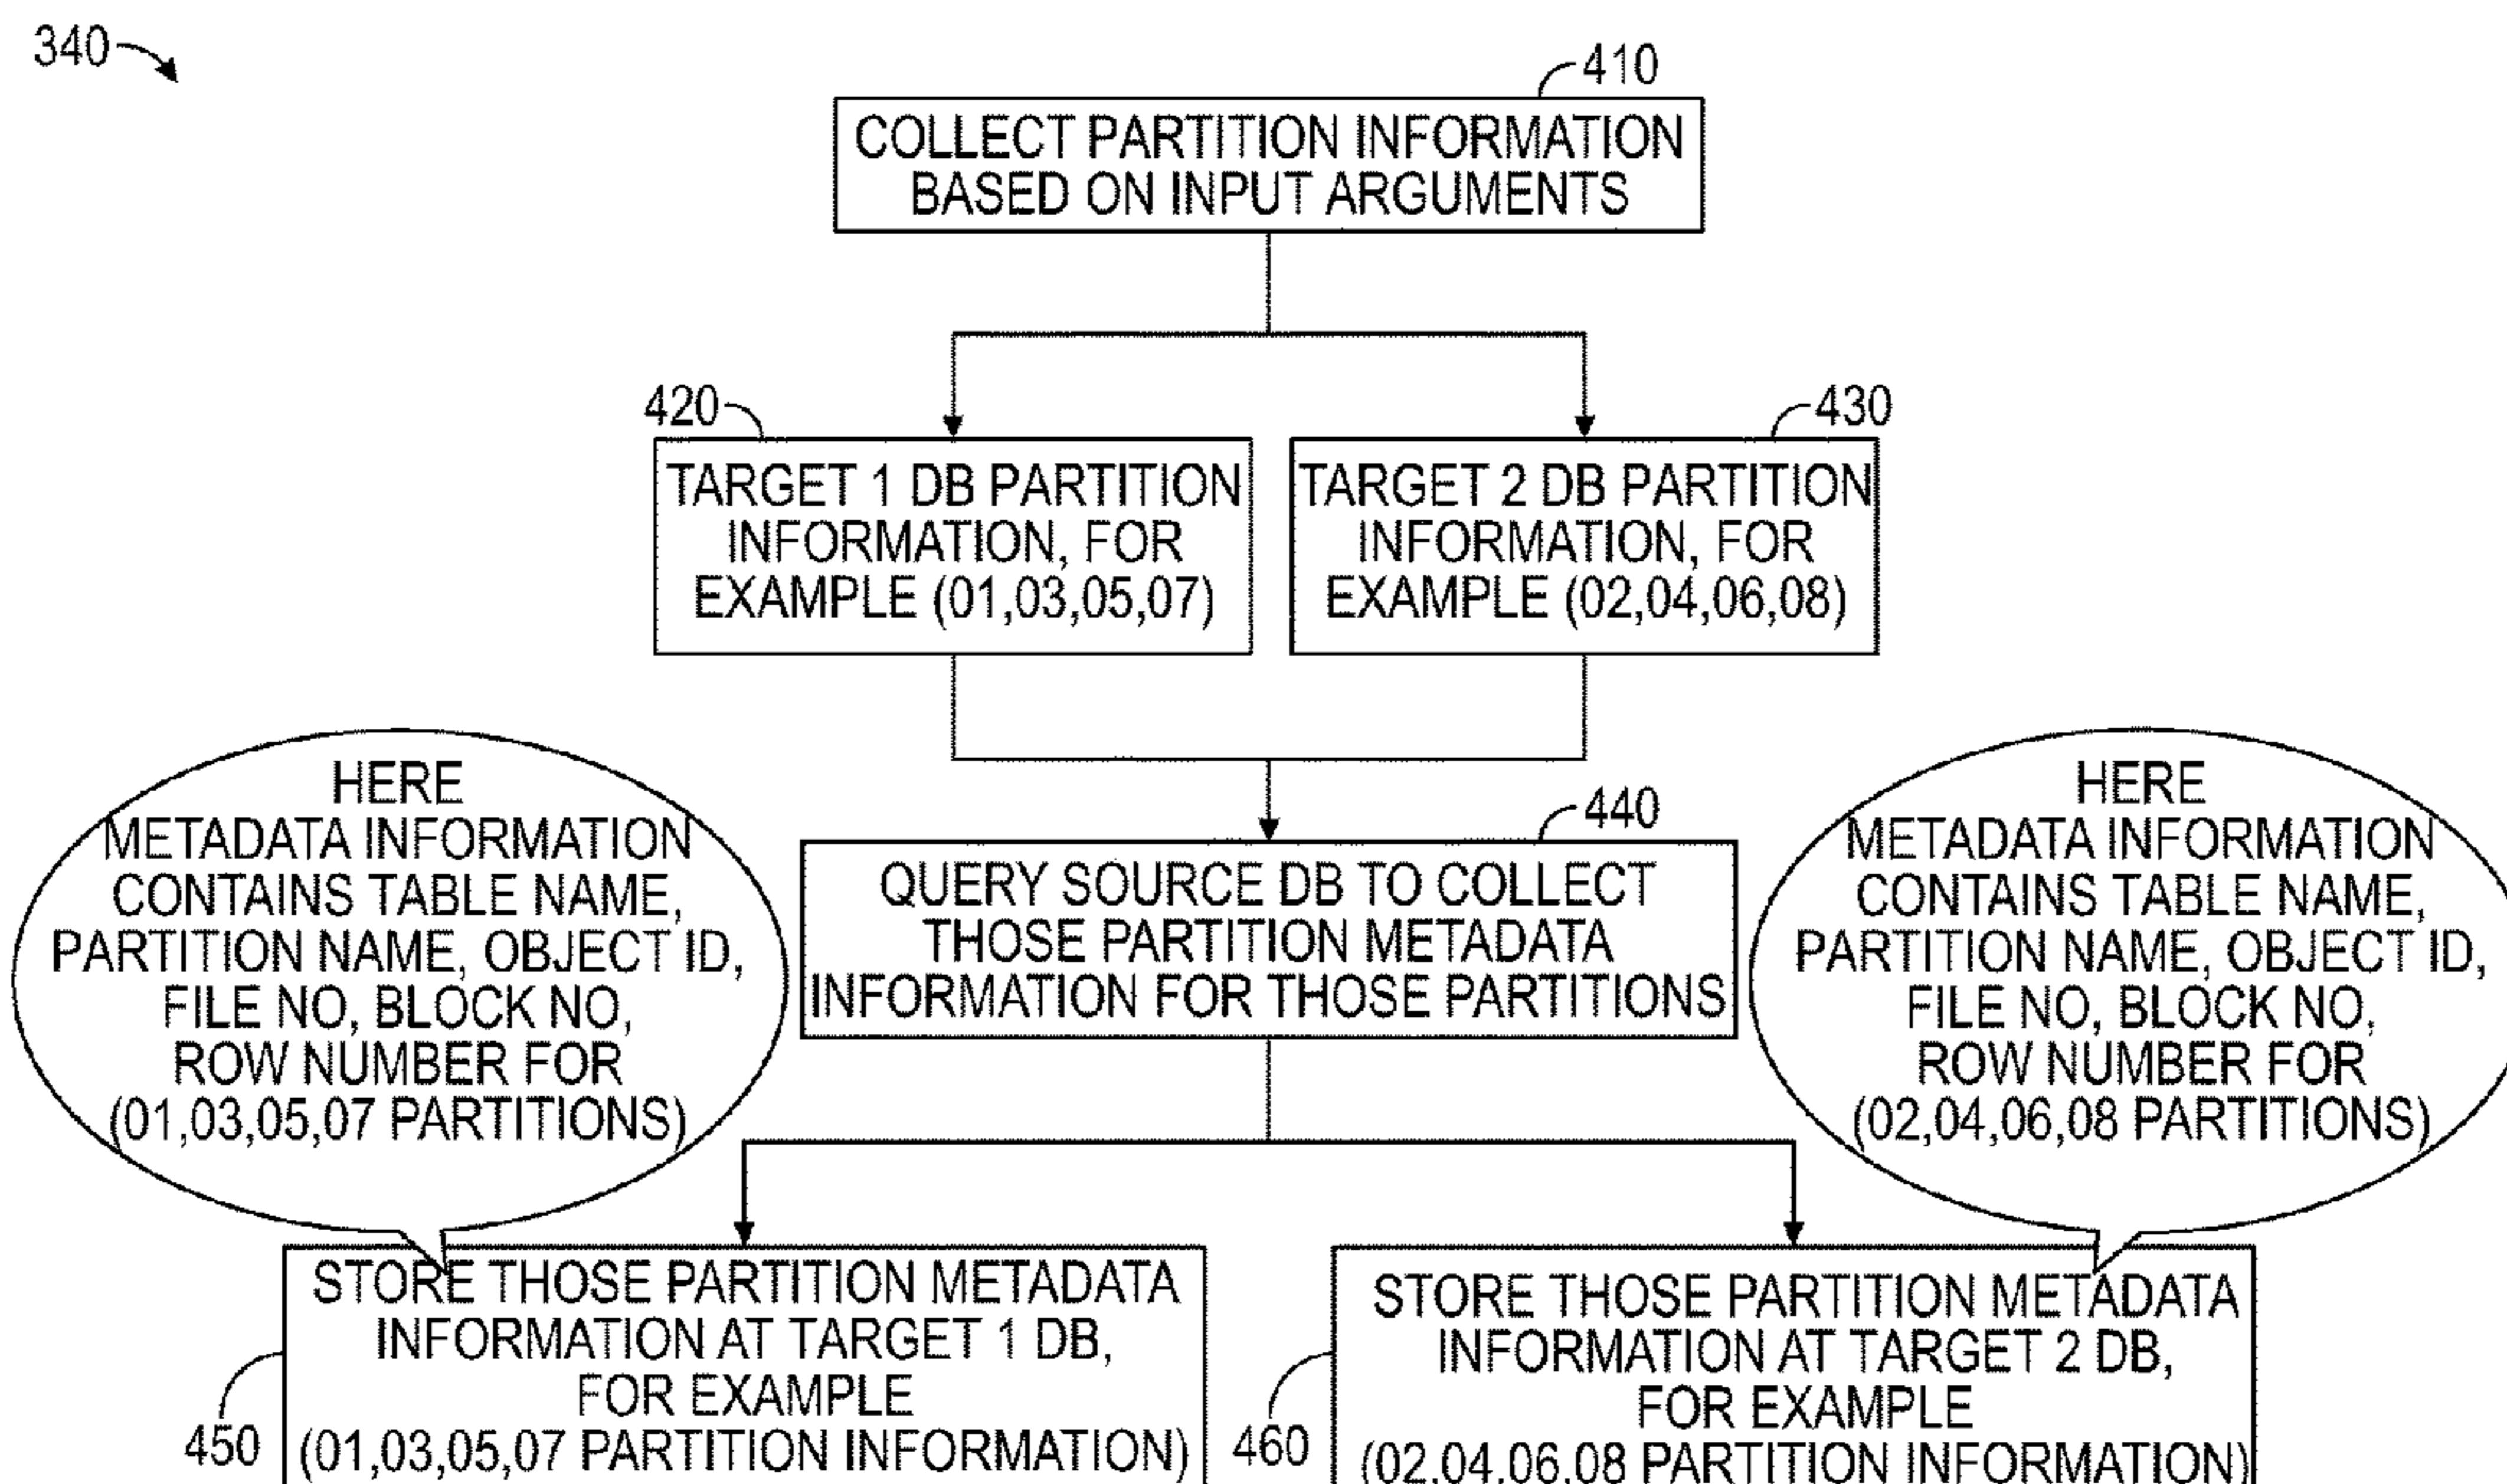 340
410
COLLECT PARTITION INFORMATION
BASED ON INPUT ARGUMENTS
420
TARGET 1 DB PARTITION
INFORMATION, FOR
EXAMPLE (01,03,05,07)
430
TARGET 2 DB PARTITION
INFORMATION, FOR
EXAMPLE (02,04,06,08)
HERE
METADATA INFORMATION
CONTAINS TABLE NAME,
PARTITION NAME, OBJECT ID,
FILE NO, BLOCK NO,
ROW NUMBER FOR
(01,03,05,07 PARTITIONS)
440
QUERY SOURCE DB TO COLLECT
THOSE PARTITION METADATA
INFORMATION FOR THOSE PARTITIONS
HERE
METADATA INFORMATION
CONTAINS TABLE NAME,
PARTITION NAME, OBJECT ID,
FILE NO, BLOCK NO,
ROW NUMBER FOR
(02,04,06,08 PARTITIONS)
STORE THOSE PARTITION METADATA
INFORMATION AT TARGET 1 DB,
FOR EXAMPLE
(01,03,05,07 PARTITION INFORMATION)
450
STORE THOSE PARTITION METADATA
INFORMATION AT TARGET 2 DB,
FOR EXAMPLE
(02,04,06,08 PARTITION INFORMATION)
460